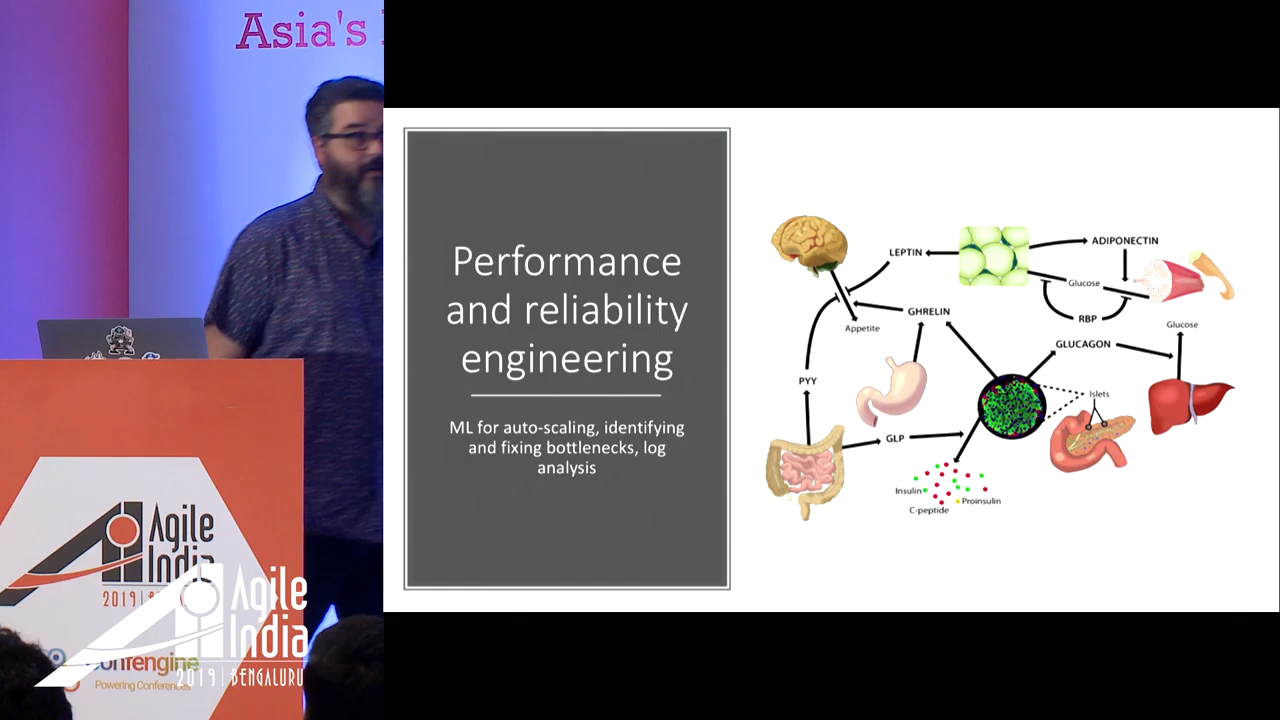 Asia's
Performance
and reliability
engineering
ML for auto-scaling, identifying
and fixing bottlenecks, log
analysis
LEPTIN
ADIPONECTIN
Glucose
GHRELIN
Appetite
RBP
Glucose
GLUCAGON
PYY
Islets
GLP
Insulin
Proinsulin
C-peptide
Agile
India
2019
Agile
India
2019 | BENGALURU
confengine
Powering Conferences